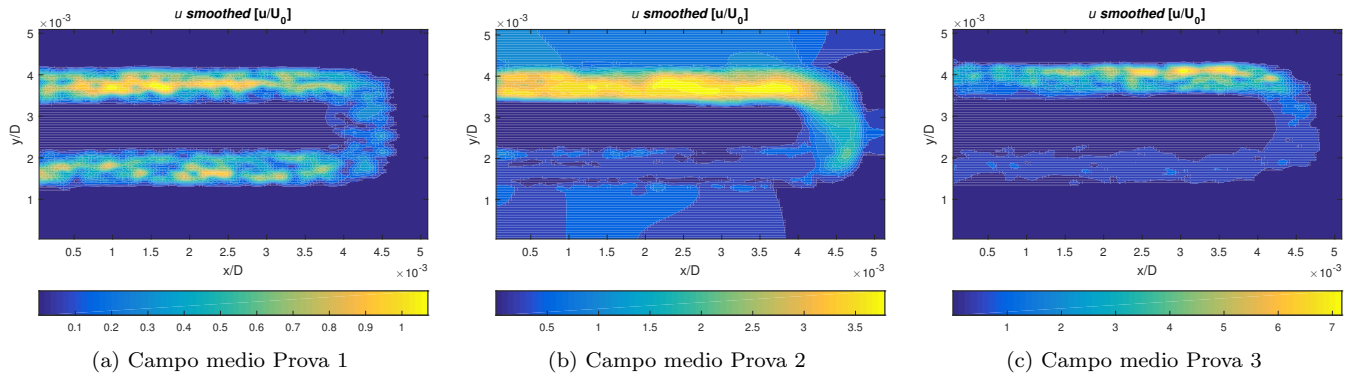 u smoothed [u/U0]
×10-3
5
4
3
2
1
y/D
0.5 1 1.5 2 2.5 3 3.5 4 4.5 5
x/D
×10-3
0.1 0.2 0.3 0.4 0.5 0.6 0.7 0.8 0.9 1
(a) Campo medio Prova 1
u smoothed [u/U0]
×10-3
5
4
3
2
1
y/D
0.5 1 1.5 2 2.5 3 3.5 4 4.5 5
x/D
×10-3
0.5 1 1.5 2 2.5 3 3.5
(b) Campo medio Prova 2
u smoothed [u/U0]
×10-3
5
4
3
2
1
y/D
0.5 1 1.5 2 2.5 3 3.5 4 4.5 5
x/D
×10-3
1 2 3 4 5 6 7
(c) Campo medio Prova 3